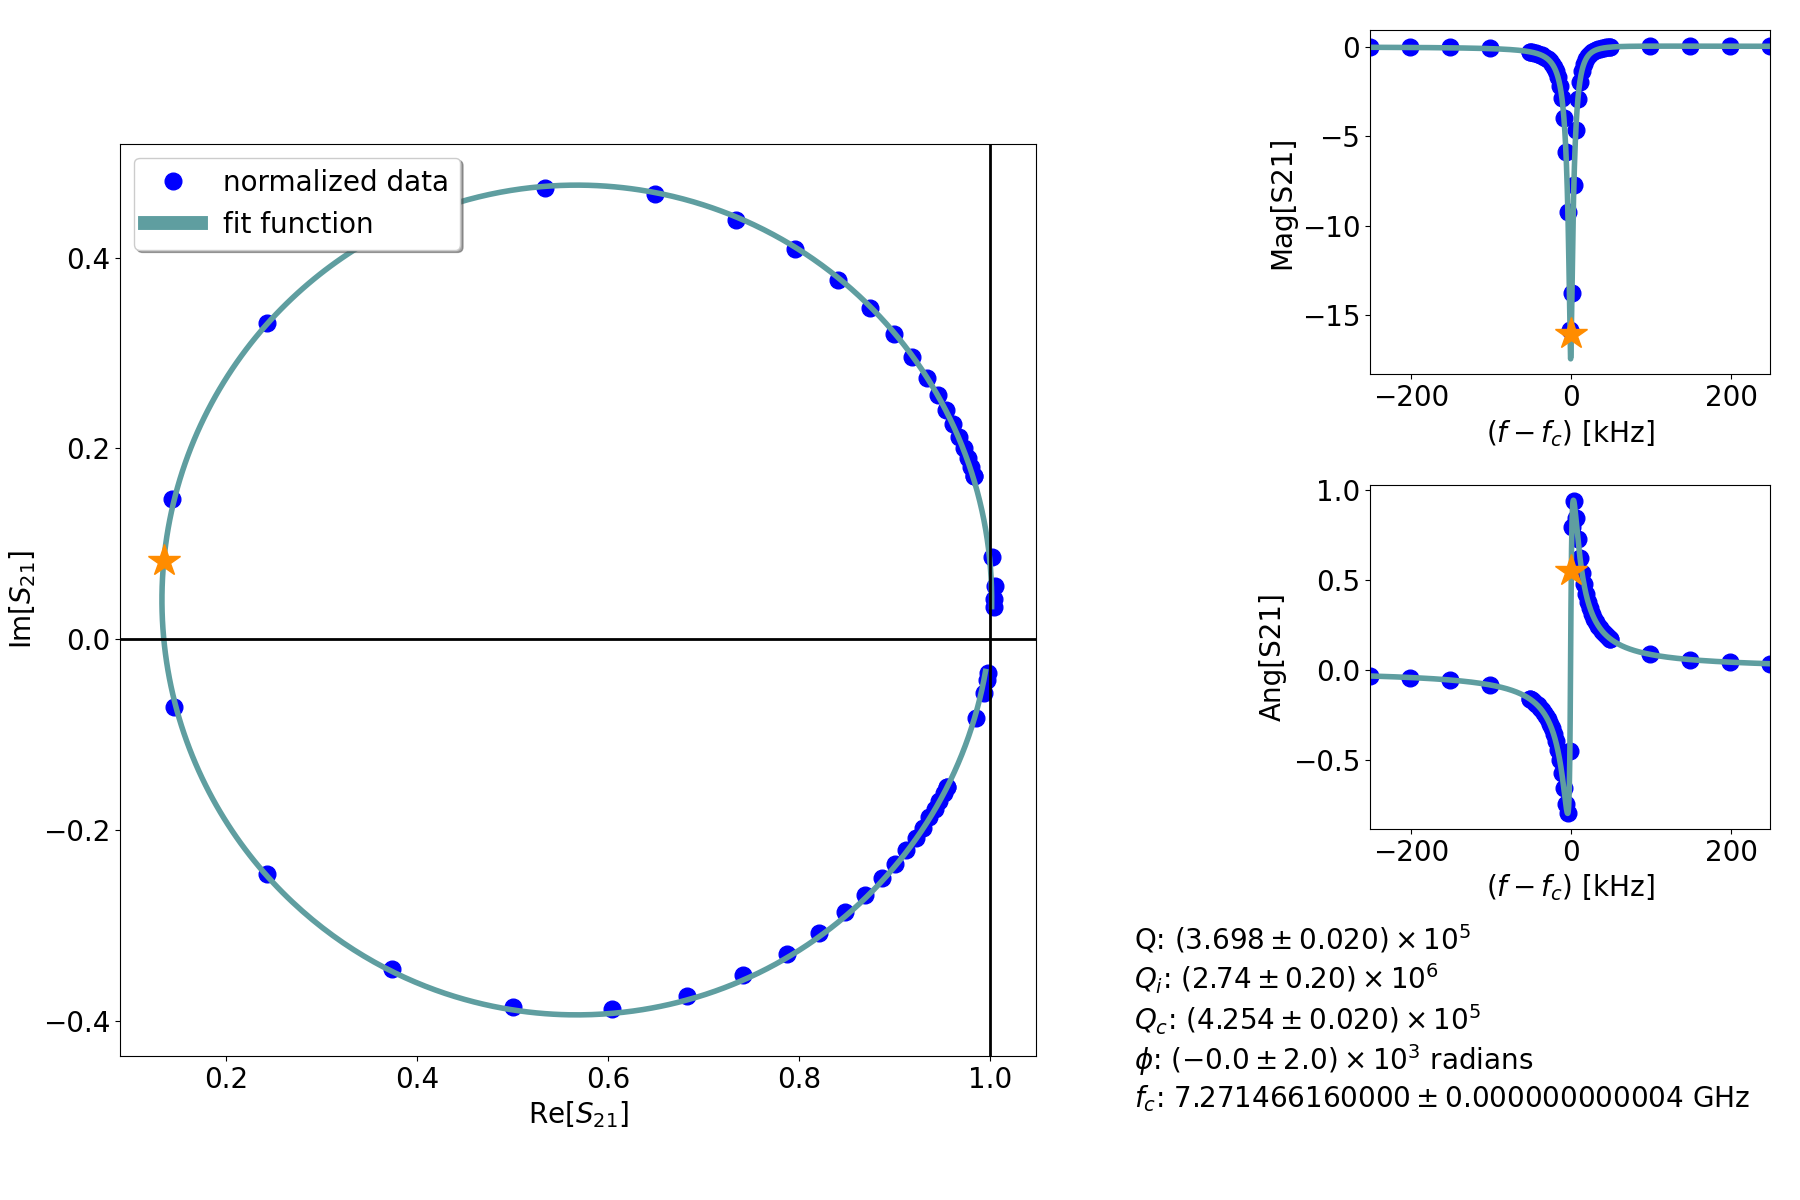 normalized data
fit function
0.4
0.2
0.0
−0.2
−0.4
Im[S21]
0.2 0.4 0.6 0.8 1.0
Re[S21]
0
−5
−10
−15
Mag[S21]
−200 0 200
(f − fc) [kHz]
1.0
0.5
0.0
−0.5
Ang[S21]
−200 0 200
(f − fc) [kHz]
Q: (3.698 ± 0.020) × 10^5
Qi: (2.74 ± 0.20) × 10^6
Qc: (4.254 ± 0.020) × 10^5
ϕ: (−0.0 ± 2.0) × 10^3 radians
fc: 7.271466160000 ± 0.000000000004 GHz